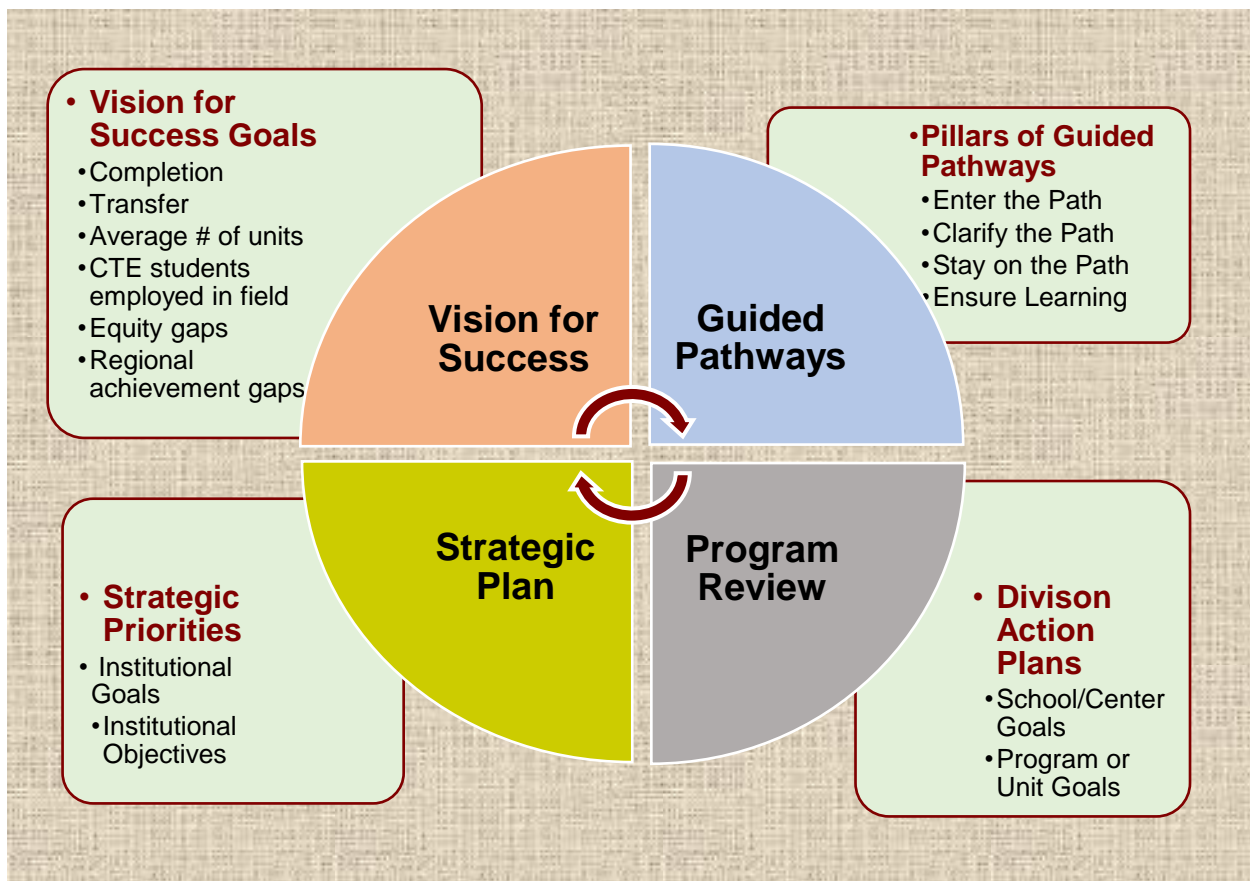 • Vision for
Success Goals
•Completion
•Transfer
•Average # of units
•CTE students
employed in field
•Equity gaps
•Regional
achievement gaps
•Pillars of Guided
Pathways
•Enter the Path
•Clarify the Path
•Stay on the Path
•Ensure Learning
Vision for
Success
Guided
Pathways
Strategic
Plan
Program
Review
• Strategic
Priorities
• Institutional
Goals
•Institutional
Objectives
• Divison
Action
Plans
•School/Center
Goals
•Program or
Unit Goals